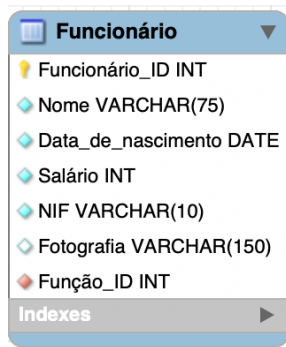 Funcionário
Funcionário_ID INT
Nome VARCHAR(75)
Data_de_nascimento DATE
Salário INT
NIF VARCHAR(10)
Fotografia VARCHAR(150)
Função_ID INT
Indexes